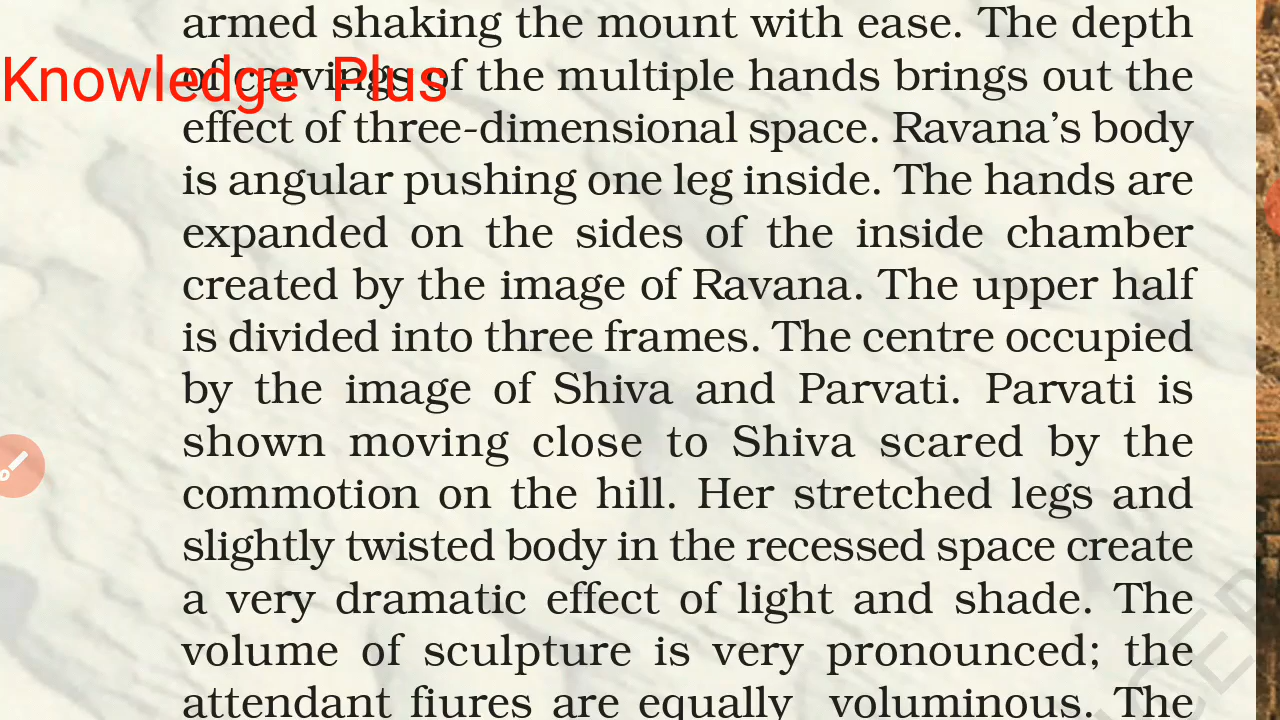 armed shaking the mount with ease. The depth
Knowledge Plus
of carvings of the multiple hands brings out the
effect of three-dimensional space. Ravana’s body
is angular pushing one leg inside. The hands are
expanded on the sides of the inside chamber
created by the image of Ravana. The upper half
is divided into three frames. The centre occupied
by the image of Shiva and Parvati. Parvati is
shown moving close to Shiva scared by the
commotion on the hill. Her stretched legs and
slightly twisted body in the recessed space create
a very dramatic effect of light and shade. The
volume of sculpture is very pronounced; the
attendant fiures are equally voluminous. The